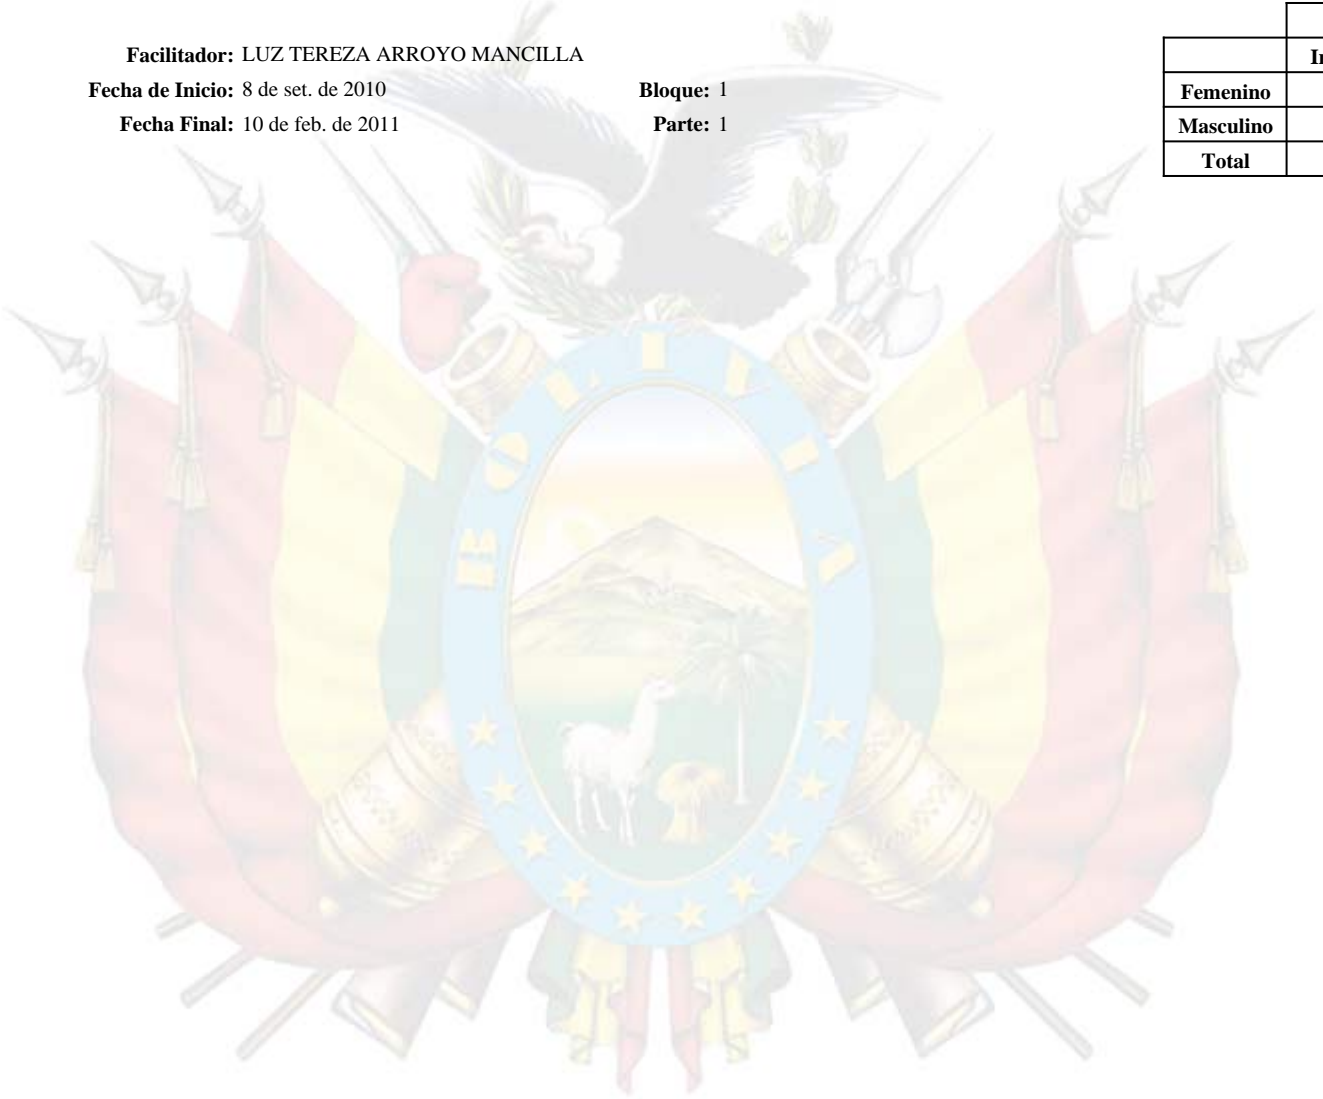 Facilitador: LUZ TEREZA ARROYO MANCILLA
Fecha de Inicio: 8 de set. de 2010 Bloque: 1
Fecha Final: 10 de feb. de 2011 Parte: 1
Femenino
Masculino
Total
BOLIVIA